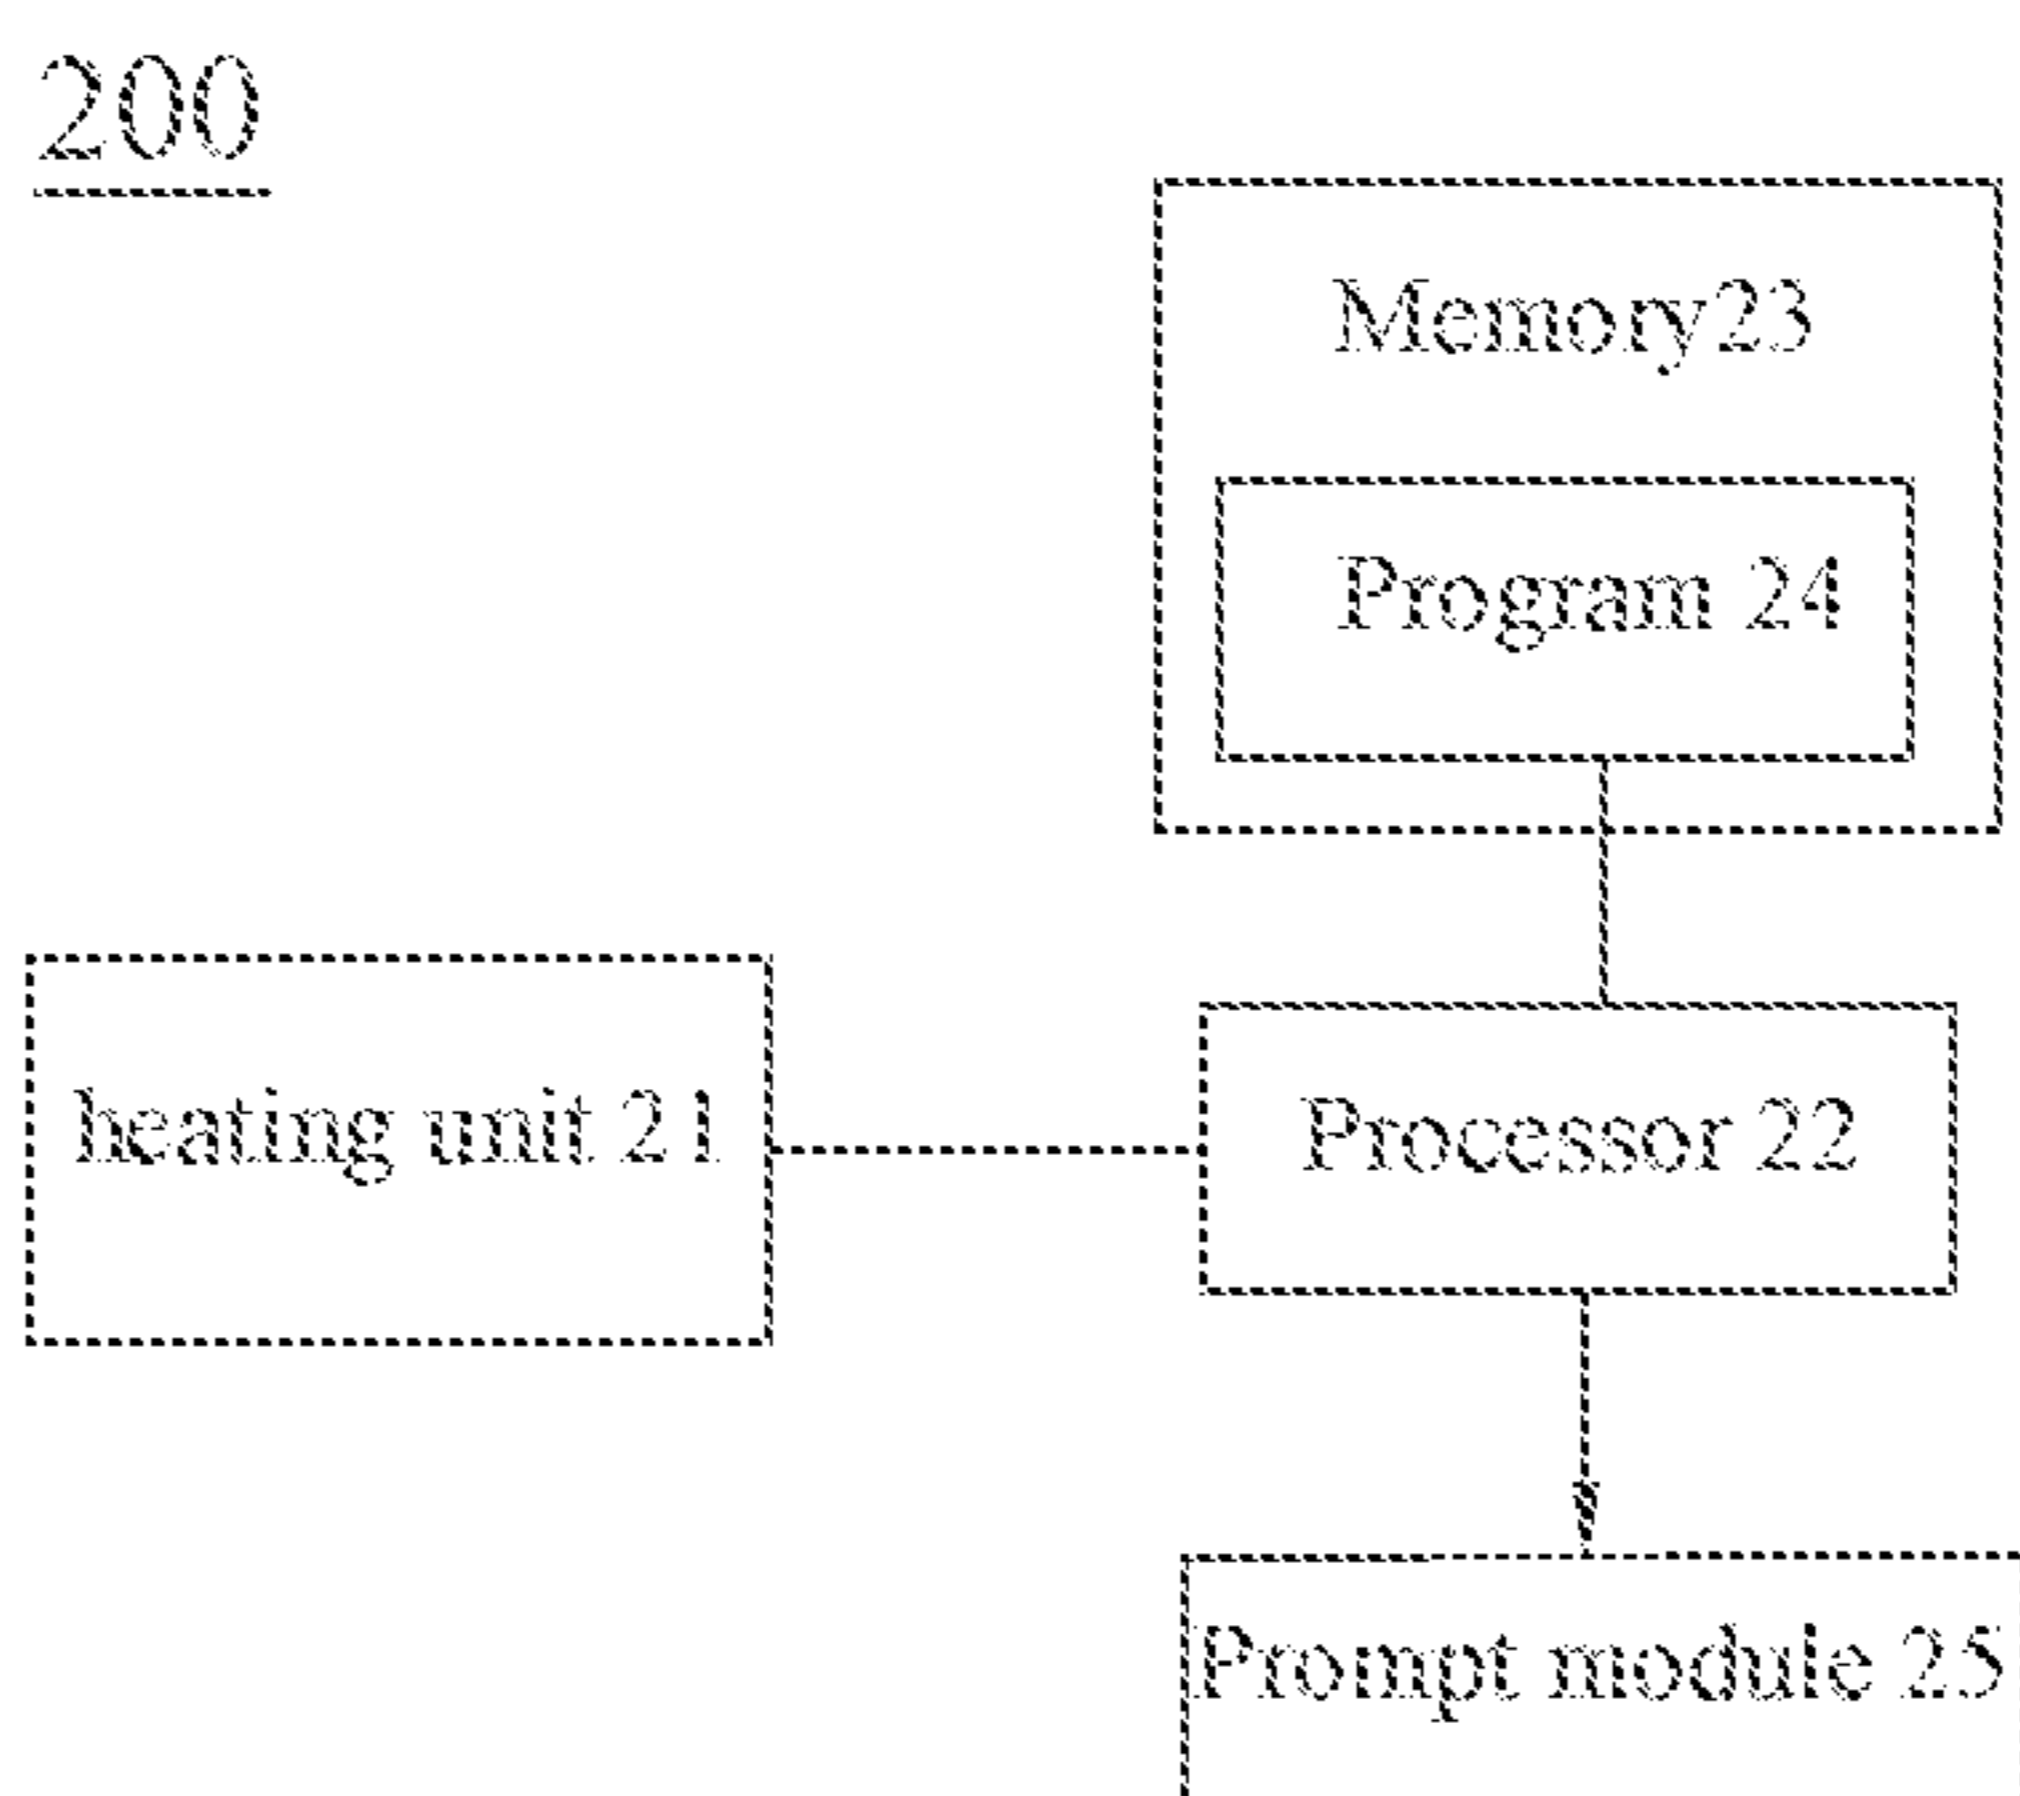 200
Memory23
Program 24
heating unit 21
Processor 22
Prompt module 25